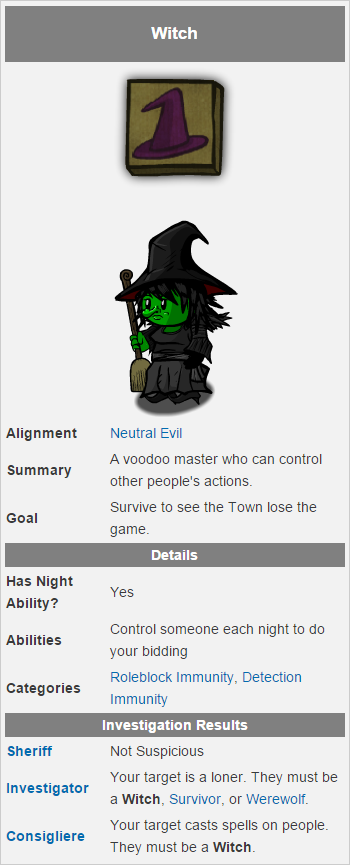 Witch
Alignment Neutral Evil
Summary A voodoo master who can control
other people's actions.
Goal Survive to see the Town lose the
game.
Details
Has Night
Ability? Yes
Abilities Control someone each night to do
your bidding
Categories Roleblock Immunity, Detection
Immunity
Investigation Results
Sheriff Not Suspicious
Investigator Your target is a loner. They must be
a Witch, Survivor, or Werewolf.
Consigliere Your target casts spells on people.
They must be a Witch.